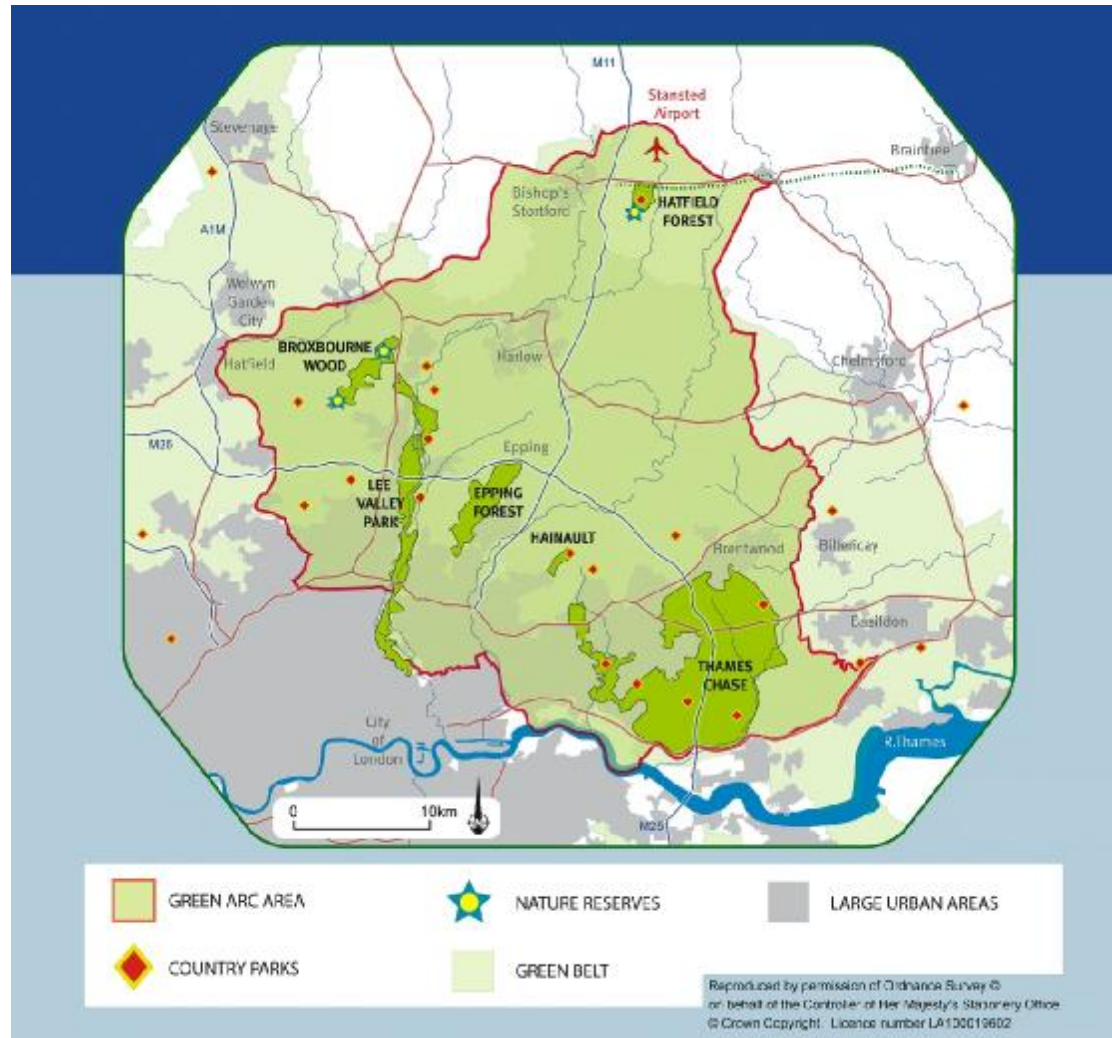 M11
Stansted
Airport
Stevenage
Braintree
Bishop's
Stortford
HATFIELD
FOREST
A1M
Welwyn
Garden
City
BROXBOURNE
WOOD
Hatfield
Harlow
Chelmsford
M25
Epping
LEE
VALLEY
PARK
EPPING
FOREST
HAINAULT
Brentwood
Billericay
Basildon
THAMES
CHASE
City
of
London
R.Thames
0 10km
M25
GREEN ARC AREA
NATURE RESERVES
LARGE URBAN AREAS
COUNTRY PARKS
GREEN BELT
Reproduced by permission of Ordnance Survey ©
on behalf of the Controller of Her Majesty's Stationery Office
© Crown Copyright. Licence number LA100019602